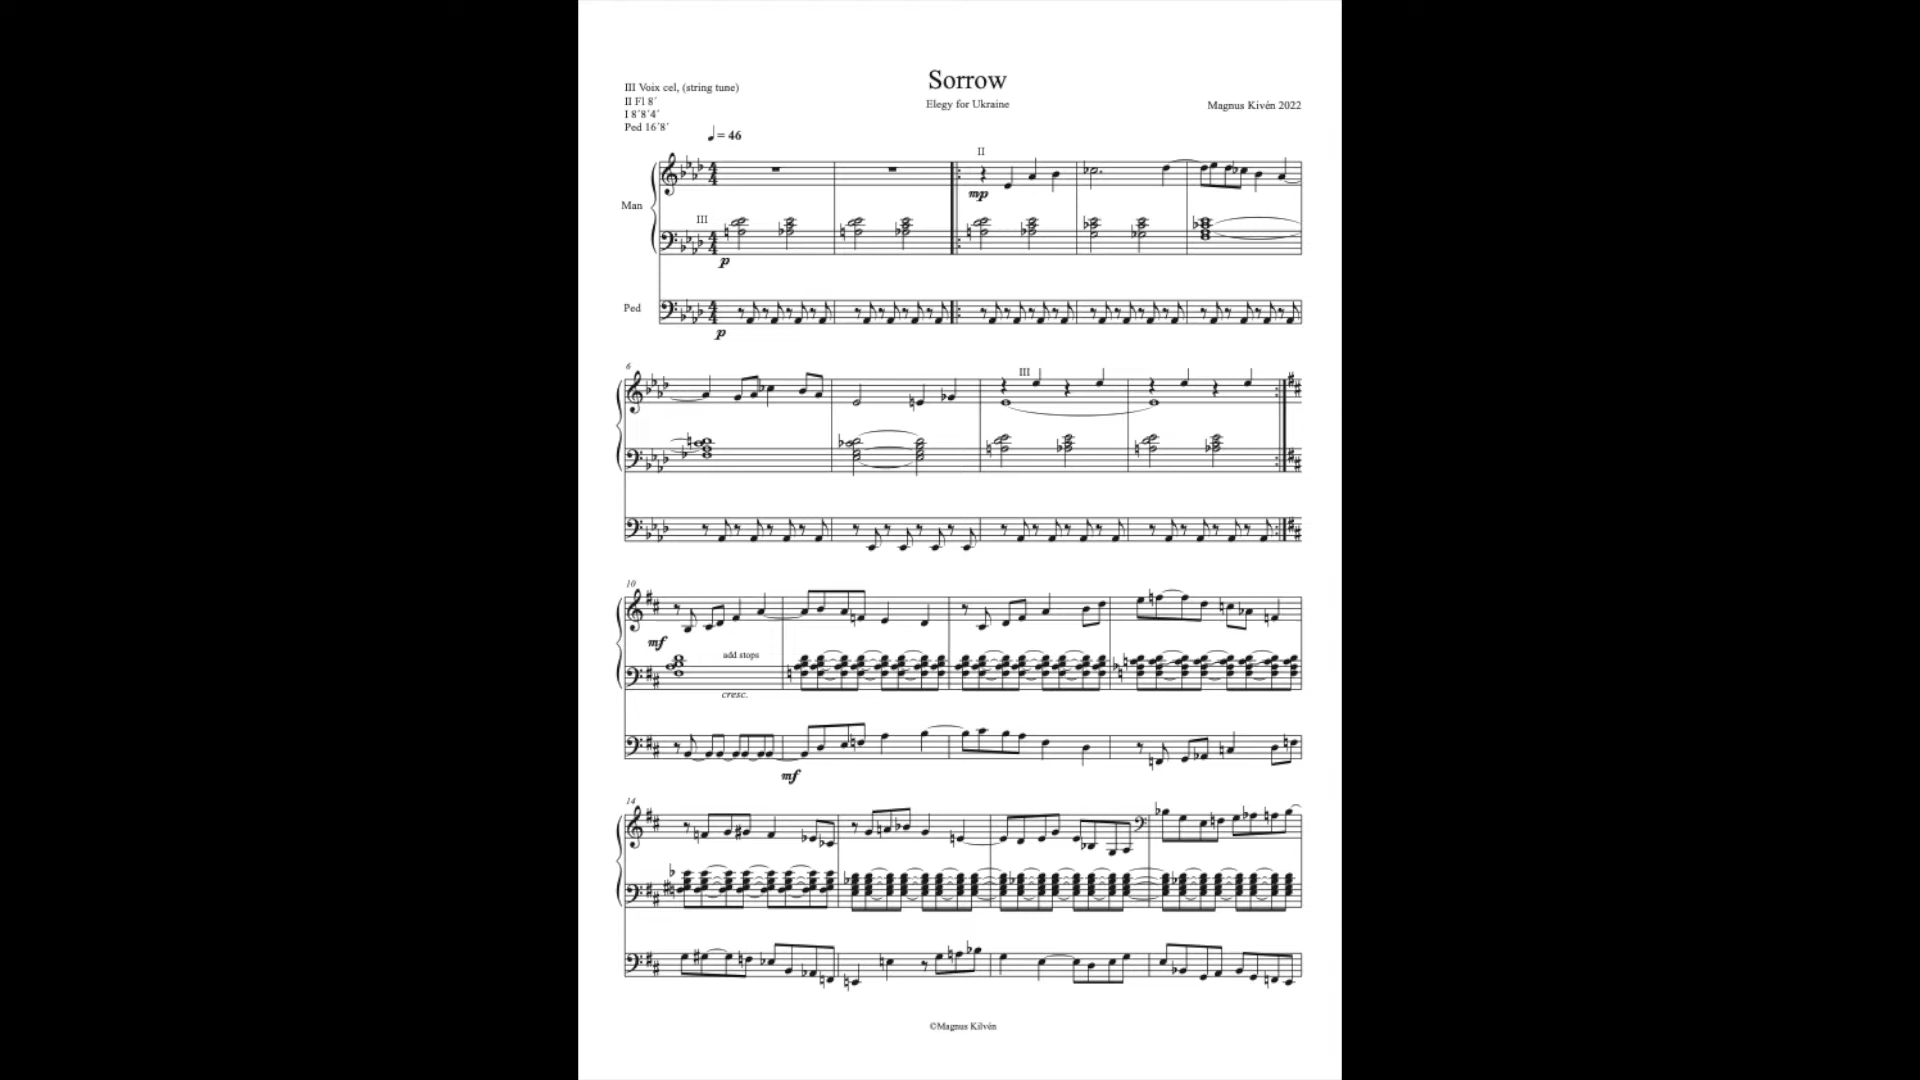 Sorrow
III Voix cel, (string tune)
II Fl 8´
I 8´8´4´
Ped 16´8´
Elegy for Ukraine
Magnus Kivén 2022
= 46
II
mp
Man
III
p
Ped
p
6
III
10
mf
add stops
cresc.
mf
14
©Magnus Kilvén